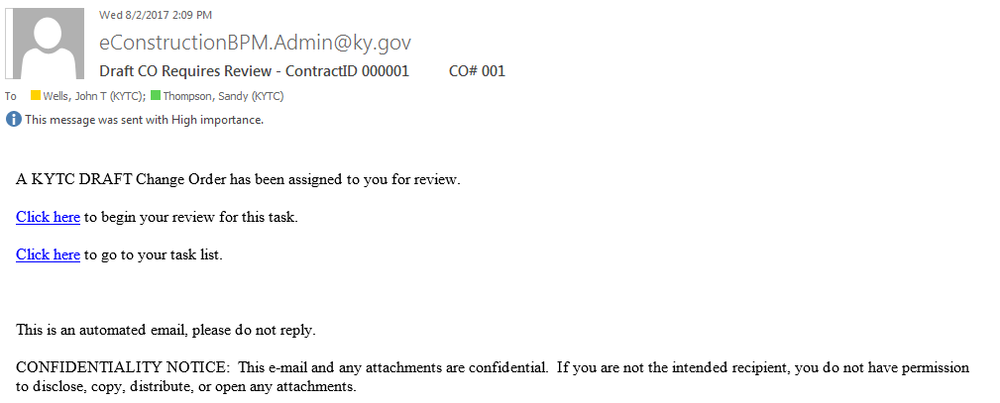 Wed 8/2/2017 2:09 PM
eConstructionBPM.Admin@ky.gov
Draft CO Requires Review - ContractID 000001 CO# 001
To Wells, John T (KYTC); Thompson, Sandy (KYTC)
This message was sent with High importance.
A KYTC DRAFT Change Order has been assigned to you for review.
Click here to begin your review for this task.
Click here to go to your task list.
This is an automated email, please do not reply.
CONFIDENTIALITY NOTICE: This e-mail and any attachments are confidential. If you are not the intended recipient, you do not have permission
to disclose, copy, distribute, or open any attachments.